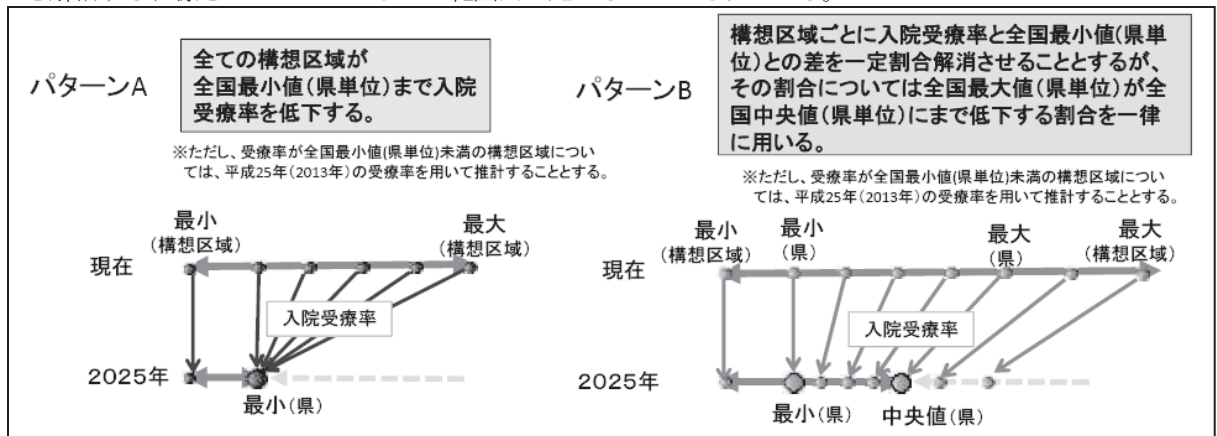 パターンA
全ての構想区域が
全国最小値(県単位)まで入院
受療率を低下する。
※ただし、受療率が全国最小値(県単位)未満の構想区域につい
ては、平成25年(2013年)の受療率を用いて推計することとする。
最小
(構想区域)
最大
(構想区域)
現在
入院受療率
2025年
最小(県)
パターンB
構想区域ごとに入院受療率と全国最小値(県単
位)との差を一定割合解消させることとするが、
その割合については全国最大値(県単位)が全
国中央値(県単位)にまで低下する割合を一律
に用いる。
※ただし、受療率が全国最小値(県単位)未満の構想区域につい
ては、平成25年(2013年)の受療率を用いて推計することとする。
最小
(構想区域)
最小
(県)
最大
(県)
最大
(構想区域)
現在
入院受療率
2025年
最小(県)
中央値(県)